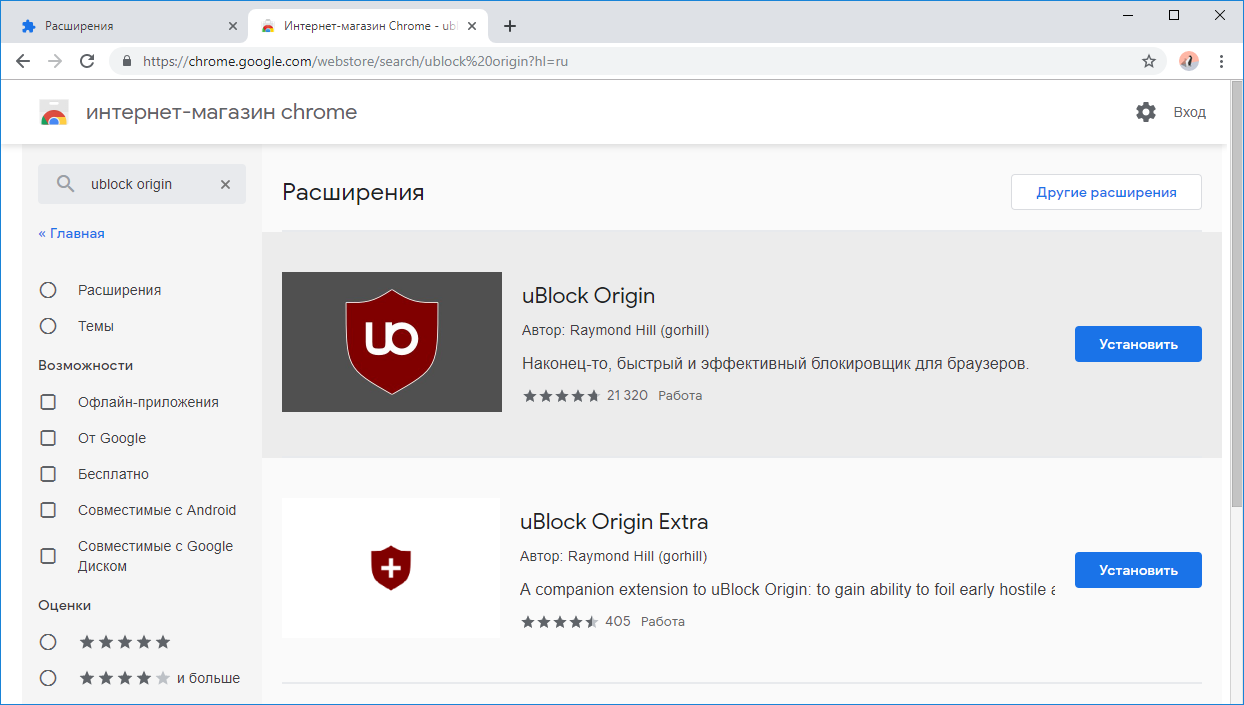 Расширения
Интернет-магазин Chrome - ubl
https://chrome.google.com/webstore/search/ublock%20origin?hl=ru
интернет-магазин chrome
Вход
ublock origin
« Главная
Расширения
Темы
Возможности
Офлайн-приложения
От Google
Бесплатно
Совместимые с Android
Совместимые с Google
Диском
Оценки
и больше
Расширения
Другие расширения
uo
uBlock Origin
Автор: Raymond Hill (gorhill)
Наконец-то, быстрый и эффективный блокировщик для браузеров.
21 320 Работа
Установить
uBlock Origin Extra
Автор: Raymond Hill (gorhill)
A companion extension to uBlock Origin: to gain ability to foil early hostile
405 Работа
Установить